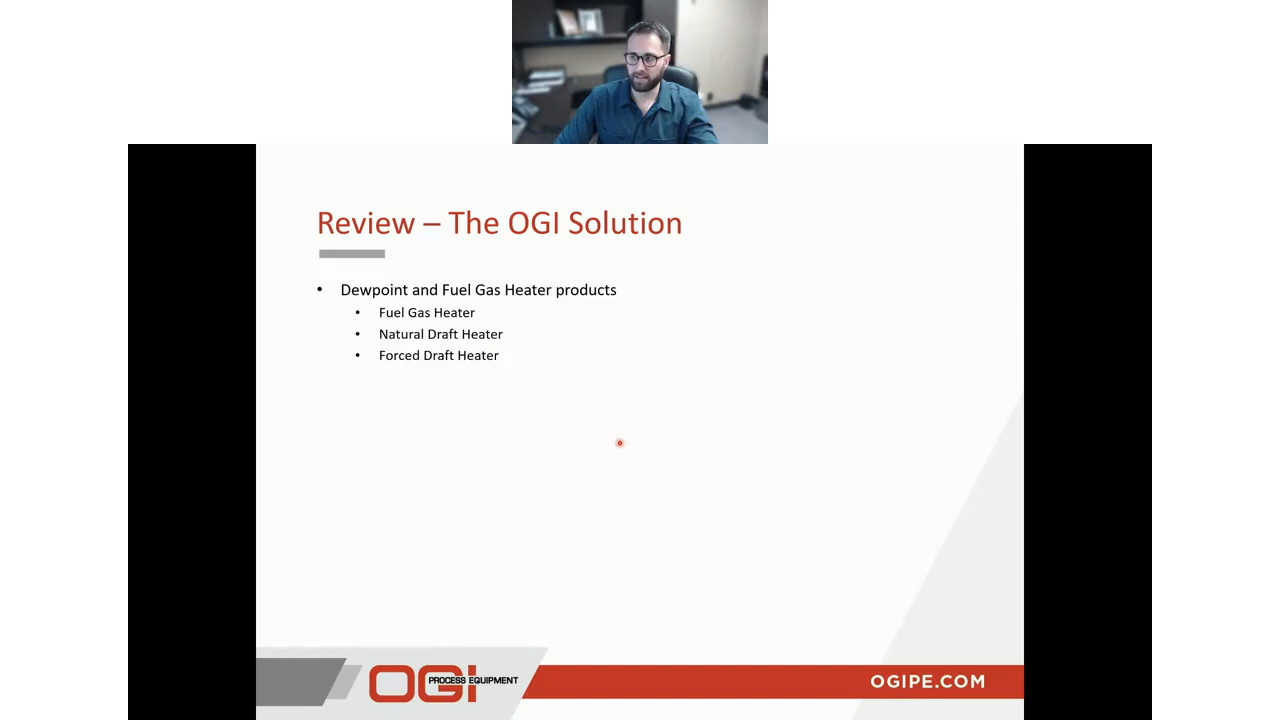 Review – The OGI Solution
• Dewpoint and Fuel Gas Heater products
• Fuel Gas Heater
• Natural Draft Heater
• Forced Draft Heater
OGI PROCESS EQUIPMENT
OGIPE.COM